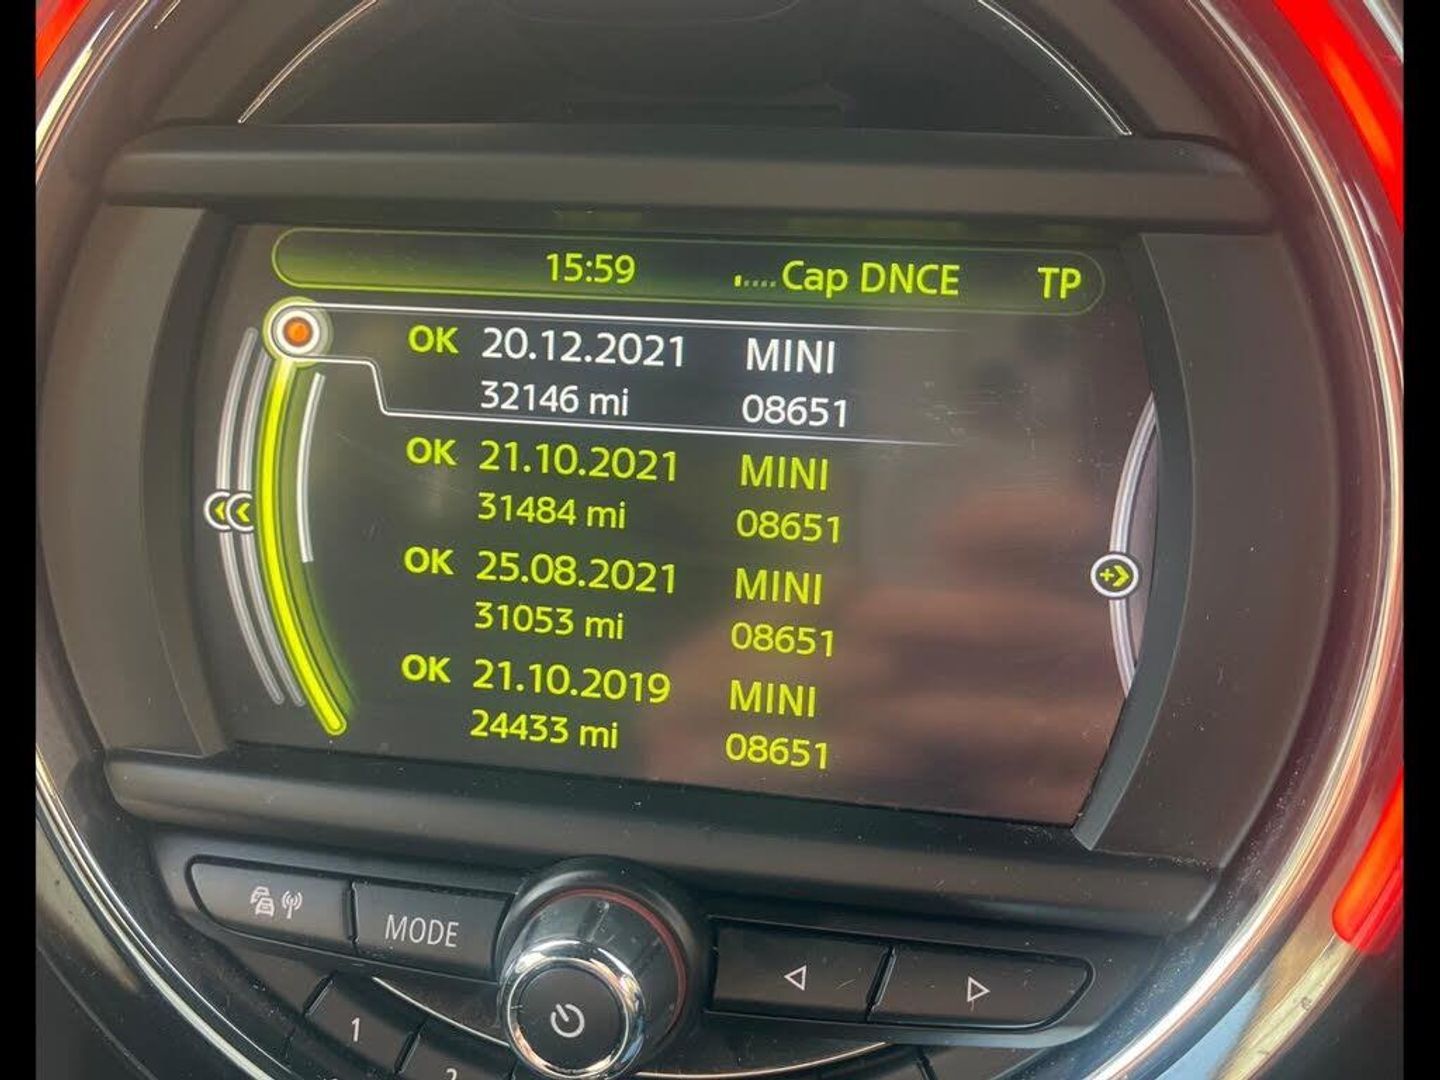 15:59 Cap DNCE TP
OK 20.12.2021 MINI
32146 mi 08651
OK 21.10.2021 MINI
31484 mi 08651
OK 25.08.2021 MINI
31053 mi 08651
OK 21.10.2019 MINI
24433 mi 08651
MODE
1
2